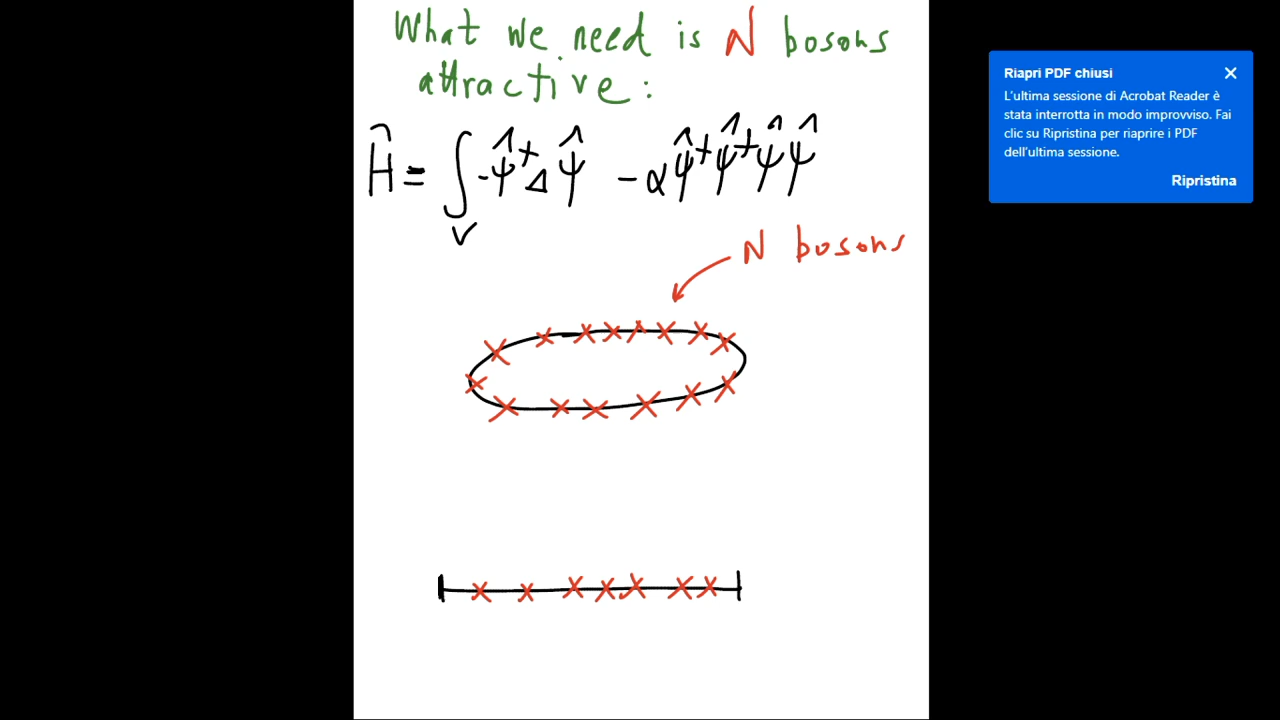 What we need is N bosons
attractive:
Ĥ = ∫_V -ψ̂⁺Δψ̂ - αψ̂⁺ψ̂⁺ψ̂ψ̂
N bosons
Riapri PDF chiusi
L'ultima sessione di Acrobat Reader è
stata interrotta in modo improvviso. Fai
clic su Ripristina per riaprire i PDF
dell'ultima sessione.
Ripristina